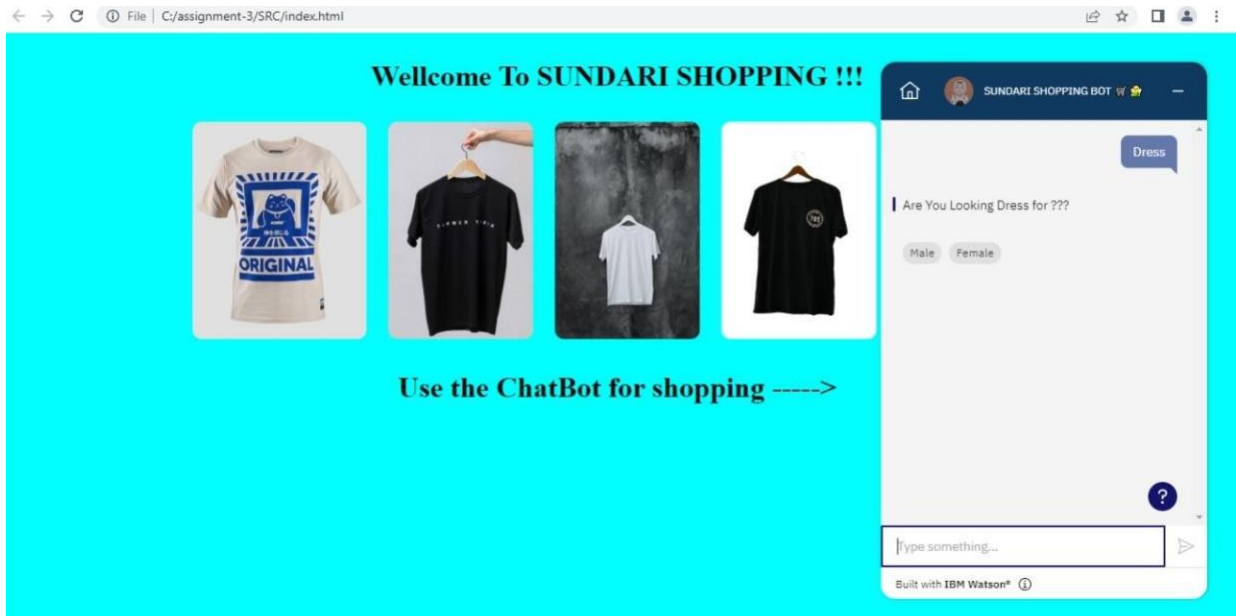 File | C:/assignment-3/SRC/index.html
Wellcome To SUNDARI SHOPPING !!!
ORIGINAL
Use the ChatBot for shopping ----->
SUNDARI SHOPPING BOT
Dress
Are You Looking Dress for ???
Male Female
?
Type something...
Built with IBM Watson®